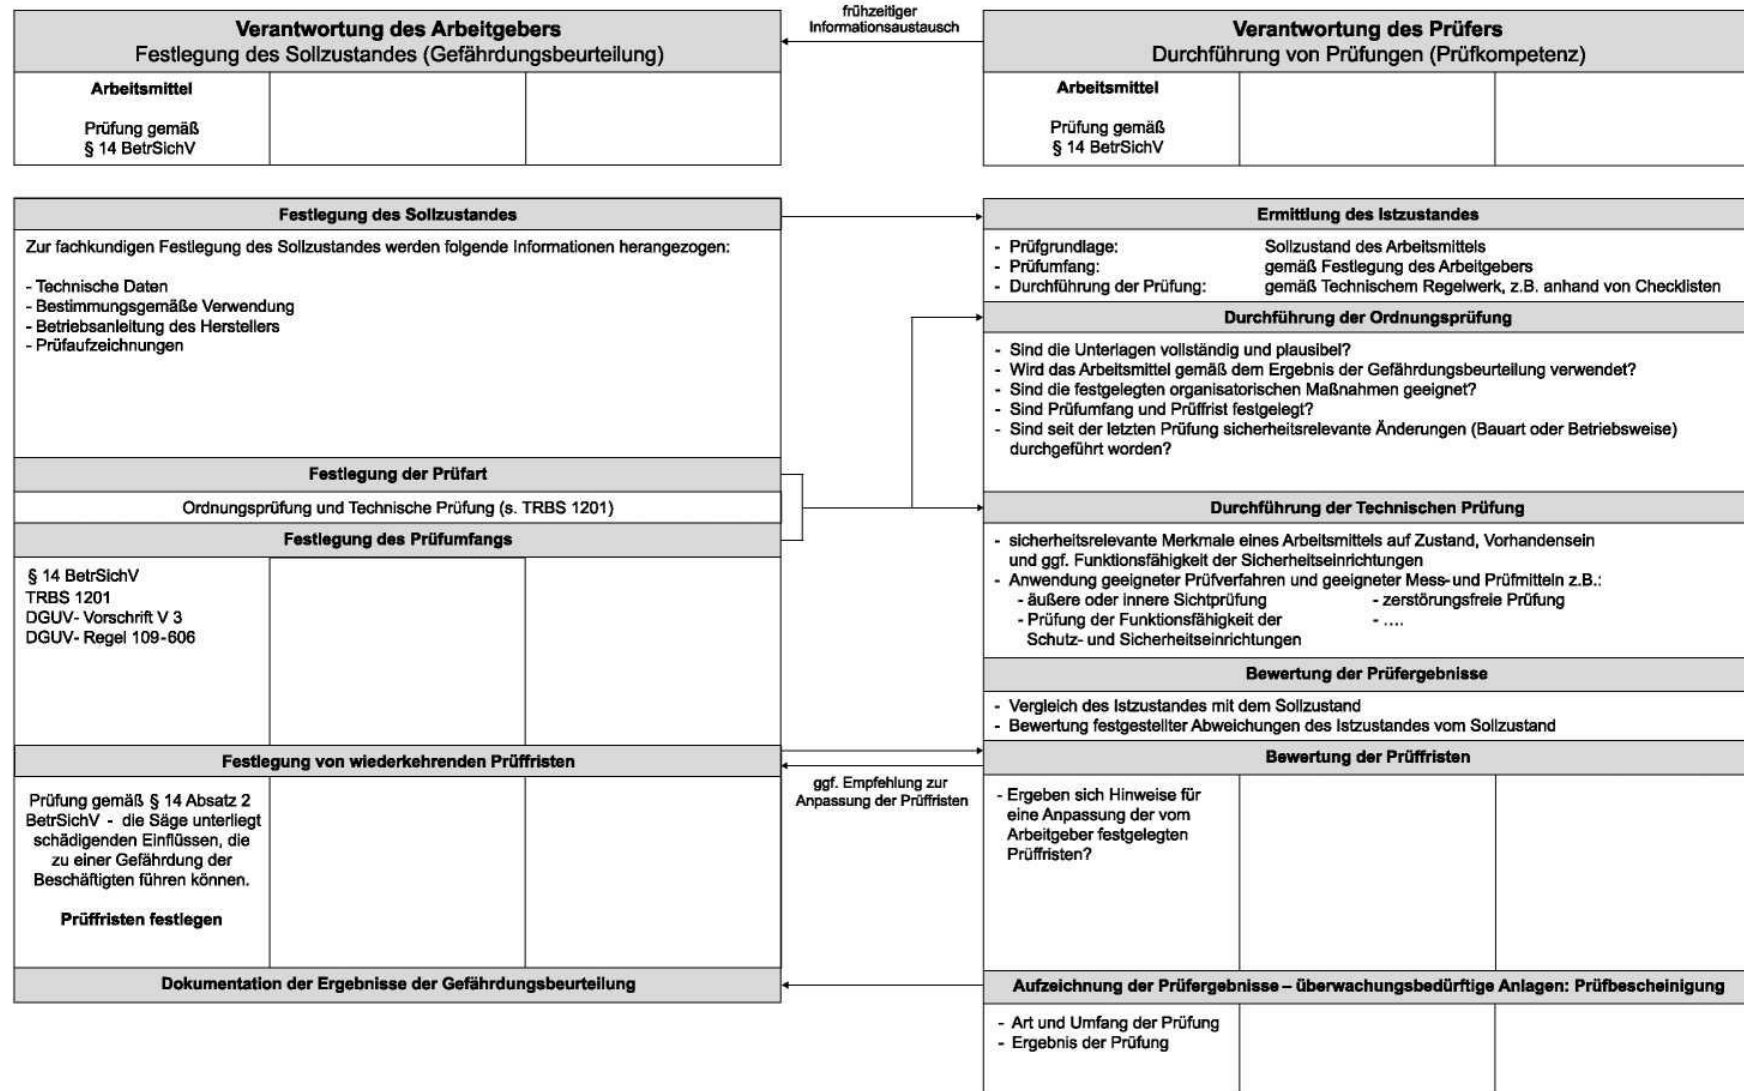 Verantwortung des Arbeitgebers
Festlegung des Sollzustandes (Gefährdungsbeurteilung)
Arbeitsmittel
Prüfung gemäß
§ 14 BetrSichV
frühzeitiger
Informationsaustausch
Verantwortung des Prüfers
Durchführung von Prüfungen (Prüfkompetenz)
Arbeitsmittel
Prüfung gemäß
§ 14 BetrSichV
Festlegung des Sollzustandes
Zur fachkundigen Festlegung des Sollzustandes werden folgende Informationen herangezogen:
- Technische Daten
- Bestimmungsgemäße Verwendung
- Betriebsanleitung des Herstellers
- Prüfaufzeichnungen
Festlegung der Prüfart
Ordnungsprüfung und Technische Prüfung (s. TRBS 1201)
Festlegung des Prüfumfangs
§ 14 BetrSichV
TRBS 1201
DGUV- Vorschrift V 3
DGUV- Regel 109-606
Festlegung von wiederkehrenden Prüffristen
Prüfung gemäß § 14 Absatz 2
BetrSichV - die Säge unterliegt
schädigenden Einflüssen, die
zu einer Gefährdung der
Beschäftigten führen können.
Prüffristen festlegen
Dokumentation der Ergebnisse der Gefährdungsbeurteilung
ggf. Empfehlung zur
Anpassung der Prüffristen
Ermittlung des Istzustandes
- Prüfgrundlage: Sollzustand des Arbeitsmittels
- Prüfumfang: gemäß Festlegung des Arbeitgebers
- Durchführung der Prüfung: gemäß Technischem Regelwerk, z.B. anhand von Checklisten
Durchführung der Ordnungsprüfung
- Sind die Unterlagen vollständig und plausibel?
- Wird das Arbeitsmittel gemäß dem Ergebnis der Gefährdungsbeurteilung verwendet?
- Sind die festgelegten organisatorischen Maßnahmen geeignet?
- Sind Prüfumfang und Prüffrist festgelegt?
- Sind seit der letzten Prüfung sicherheitsrelevante Änderungen (Bauart oder Betriebsweise)
durchgeführt worden?
Durchführung der Technischen Prüfung
- sicherheitsrelevante Merkmale eines Arbeitsmittels auf Zustand, Vorhandensein
und ggf. Funktionsfähigkeit der Sicherheitseinrichtungen
- Anwendung geeigneter Prüfverfahren und geeigneter Mess- und Prüfmitteln z.B.:
- äußere oder innere Sichtprüfung - zerstörungsfreie Prüfung
- Prüfung der Funktionsfähigkeit der - ....
Schutz- und Sicherheitseinrichtungen
Bewertung der Prüfergebnisse
- Vergleich des Istzustandes mit dem Sollzustand
- Bewertung festgestellter Abweichungen des Istzustandes vom Sollzustand
Bewertung der Prüffristen
- Ergeben sich Hinweise für
eine Anpassung der vom
Arbeitgeber festgelegten
Prüffristen?
Aufzeichnung der Prüfergebnisse – überwachungsbedürftige Anlagen: Prüfbescheinigung
- Art und Umfang der Prüfung
- Ergebnis der Prüfung